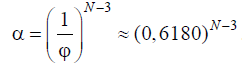 α = (1/φ)^{N−3} ≈ (0,6180)^{N−3}